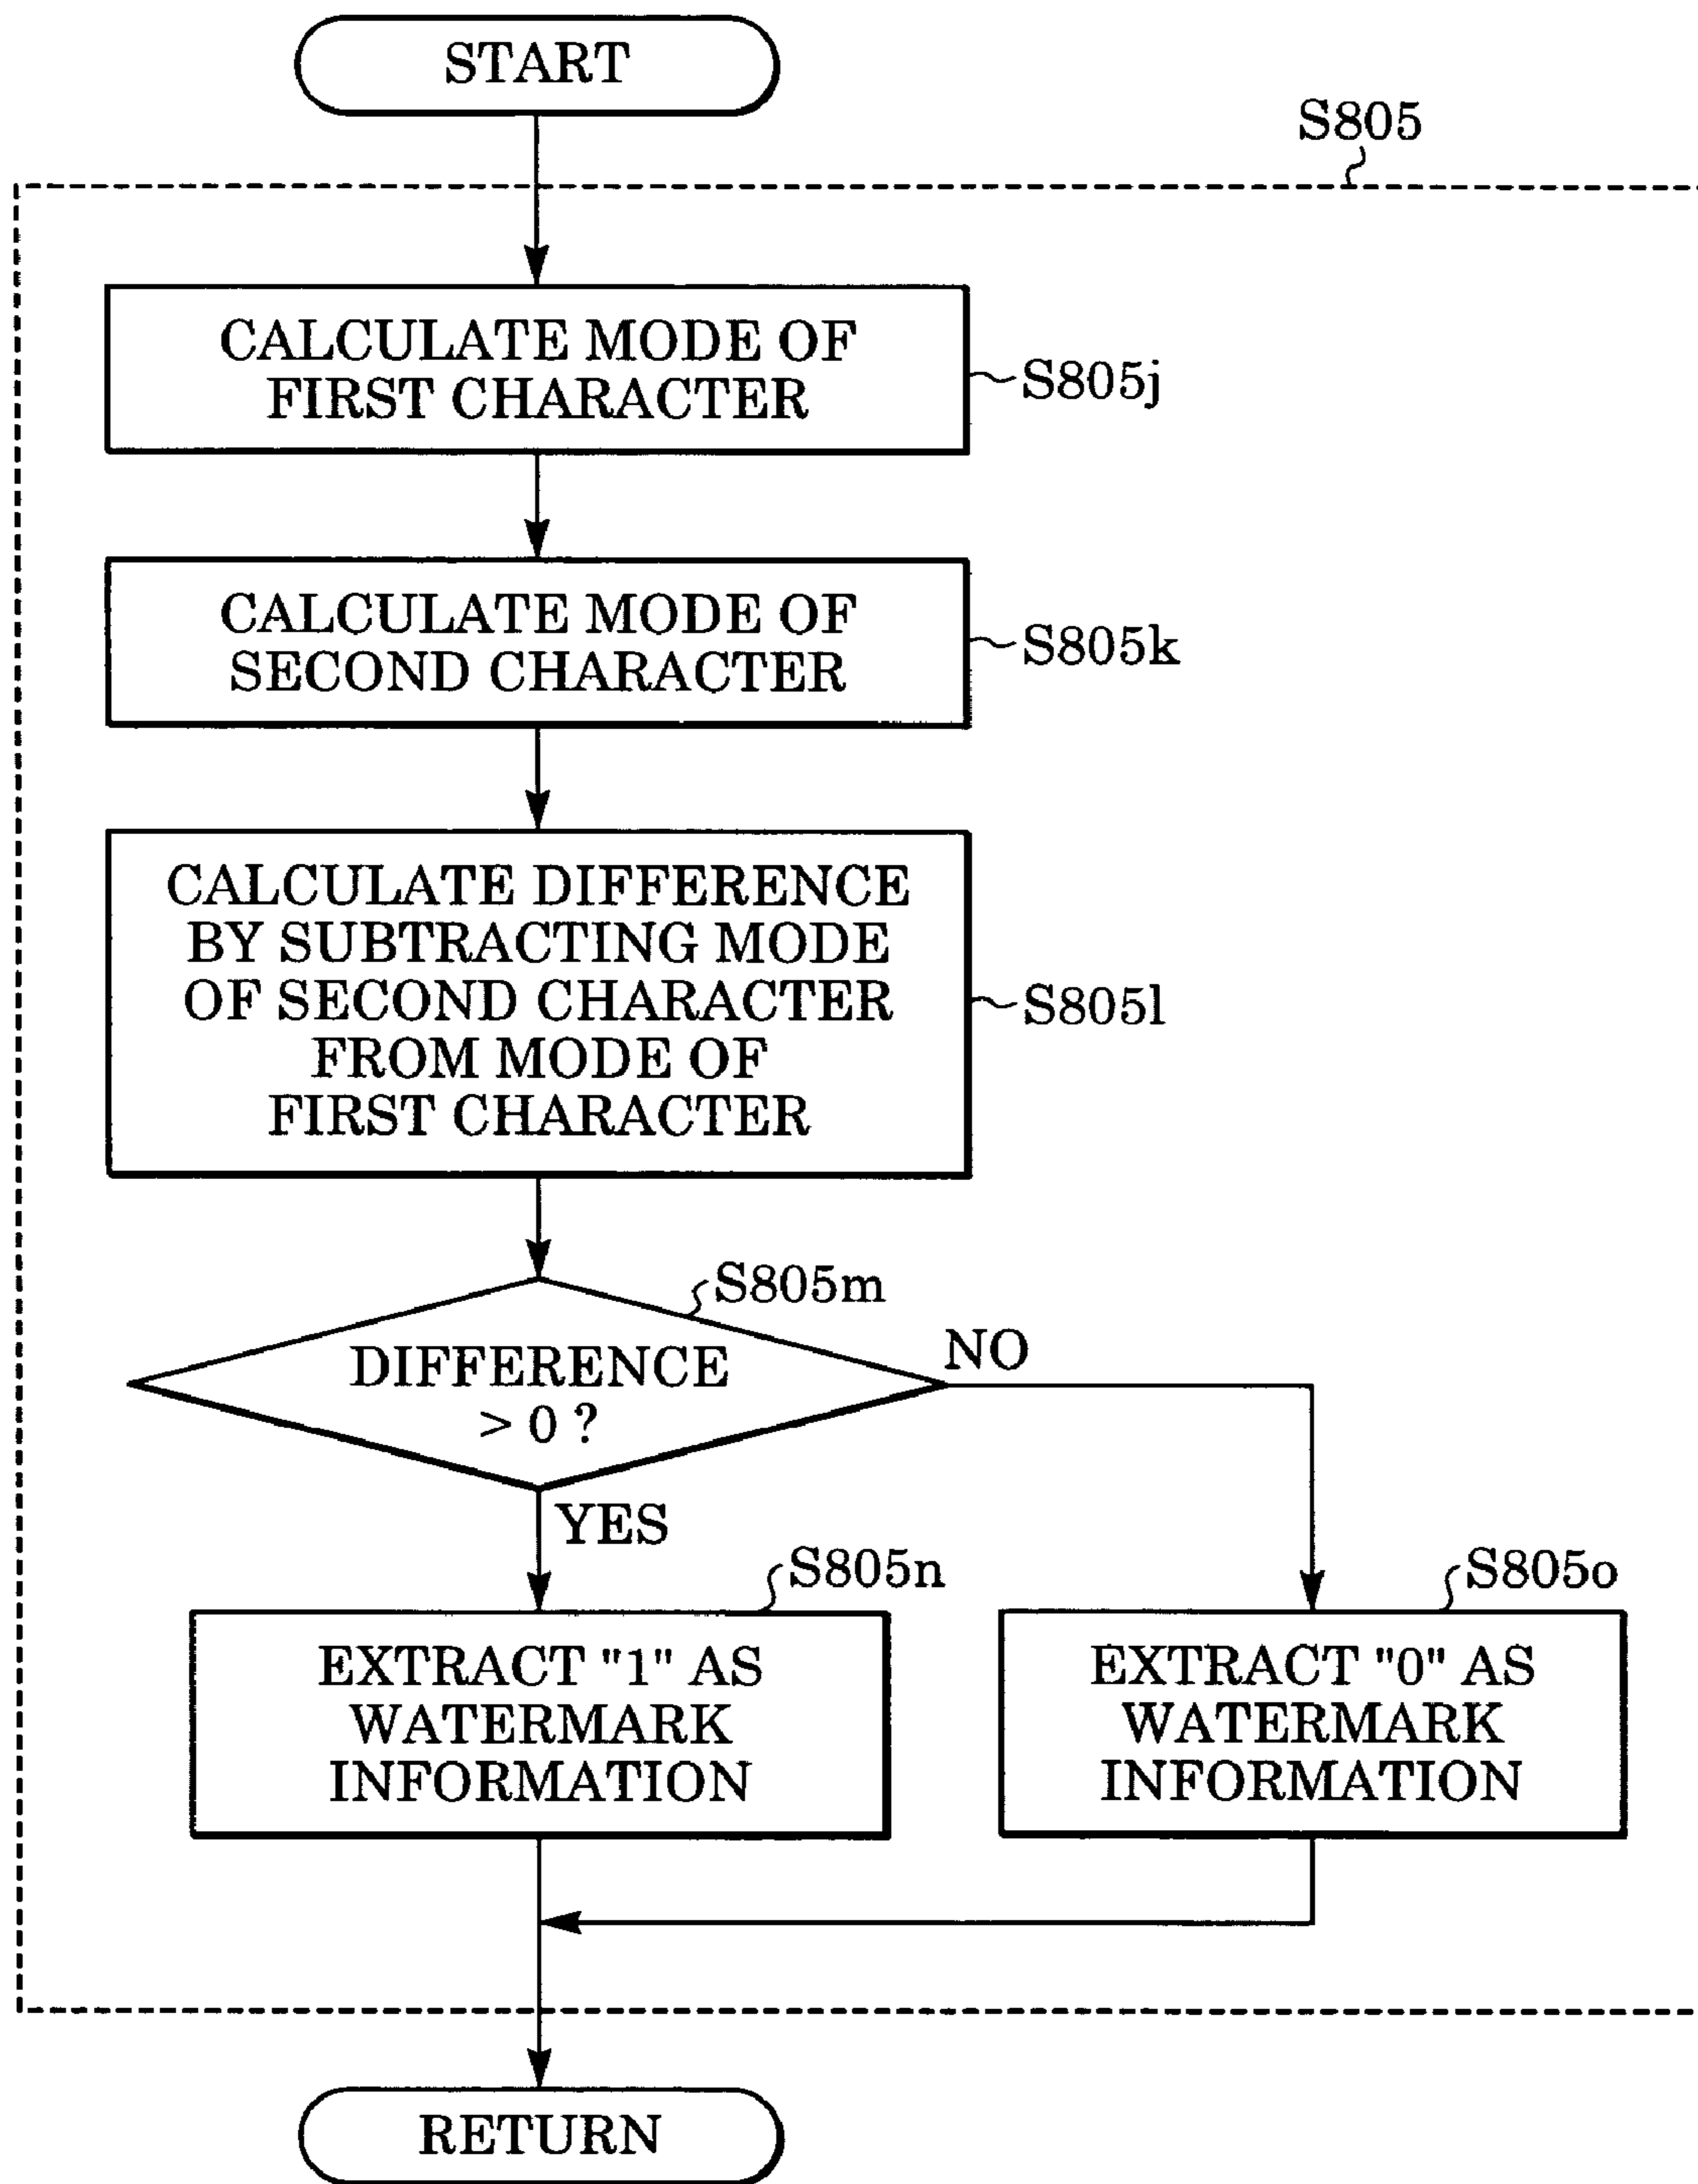 START
S805
CALCULATE MODE OF
FIRST CHARACTER
S805j
CALCULATE MODE OF
SECOND CHARACTER
S805k
CALCULATE DIFFERENCE
BY SUBTRACTING MODE
OF SECOND CHARACTER
FROM MODE OF
FIRST CHARACTER
S805l
S805m
DIFFERENCE
> 0 ?
NO
YES
S805n
EXTRACT "1" AS
WATERMARK
INFORMATION
S805o
EXTRACT "0" AS
WATERMARK
INFORMATION
RETURN